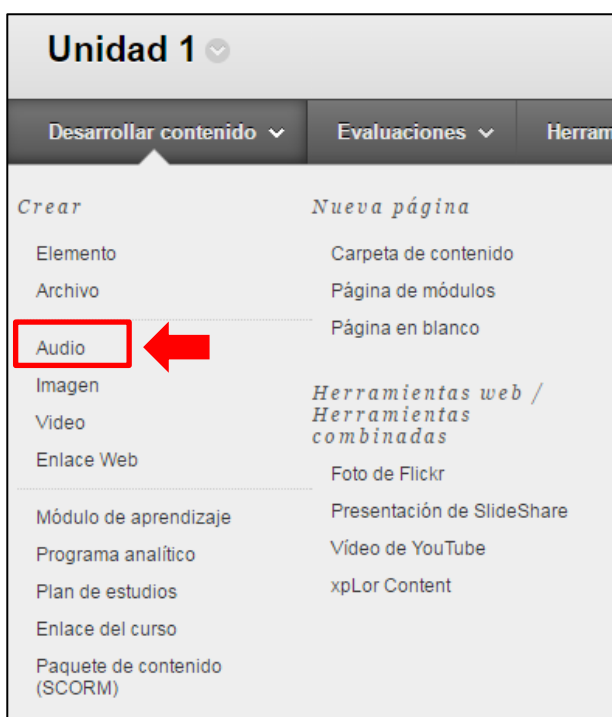 Unidad 1
Desarrollar contenido
Evaluaciones
Herram
Crear
Elemento
Archivo
Audio
Imagen
Video
Enlace Web
Módulo de aprendizaje
Programa analítico
Plan de estudios
Enlace del curso
Paquete de contenido
(SCORM)
Nueva página
Carpeta de contenido
Página de módulos
Página en blanco
Herramientas web /
Herramientas
combinadas
Foto de Flickr
Presentación de SlideShare
Vídeo de YouTube
xpLor Content